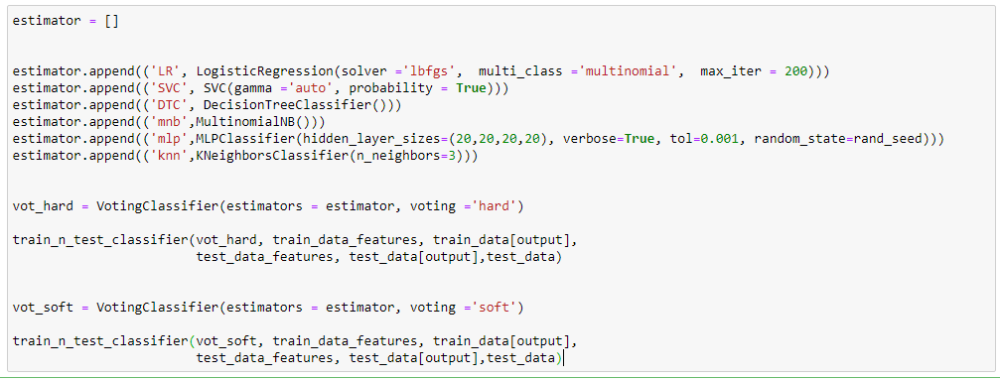 estimator = []
estimator.append(('LR', LogisticRegression(solver ='lbfgs',  multi_class ='multinomial',  max_iter = 200)))
estimator.append(('SVC', SVC(gamma ='auto', probability = True)))
estimator.append(('DTC', DecisionTreeClassifier()))
estimator.append(('mnb',MultinomialNB()))
estimator.append(('mlp',MLPClassifier(hidden_layer_sizes=(20,20,20,20), verbose=True, tol=0.001, random_state=rand_seed)))
estimator.append(('knn',KNeighborsClassifier(n_neighbors=3)))
vot_hard = VotingClassifier(estimators = estimator, voting ='hard')
train_n_test_classifier(vot_hard, train_data_features, train_data[output],
test_data_features, test_data[output],test_data)
vot_soft = VotingClassifier(estimators = estimator, voting ='soft')
train_n_test_classifier(vot_soft, train_data_features, train_data[output],
test_data_features, test_data[output],test_data)